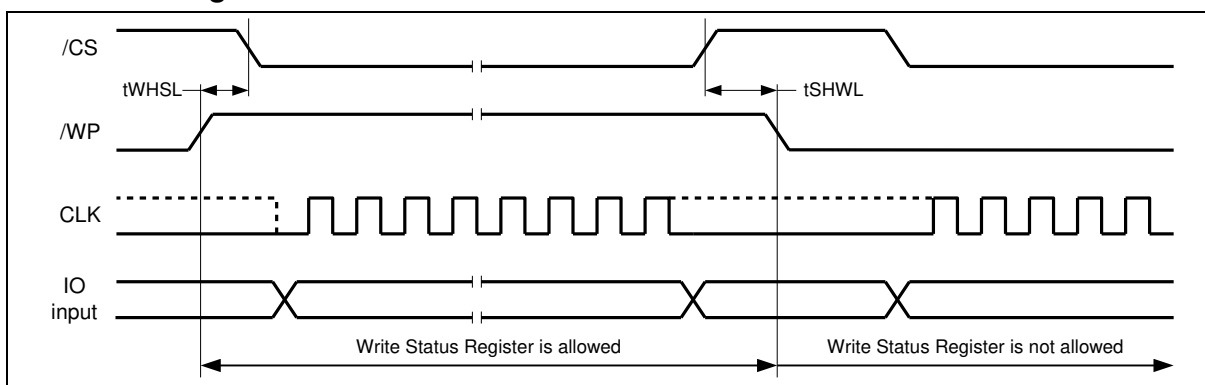 /CS
tWHSL
tSHWL
/WP
CLK
IO
input
Write Status Register is allowed
Write Status Register is not allowed